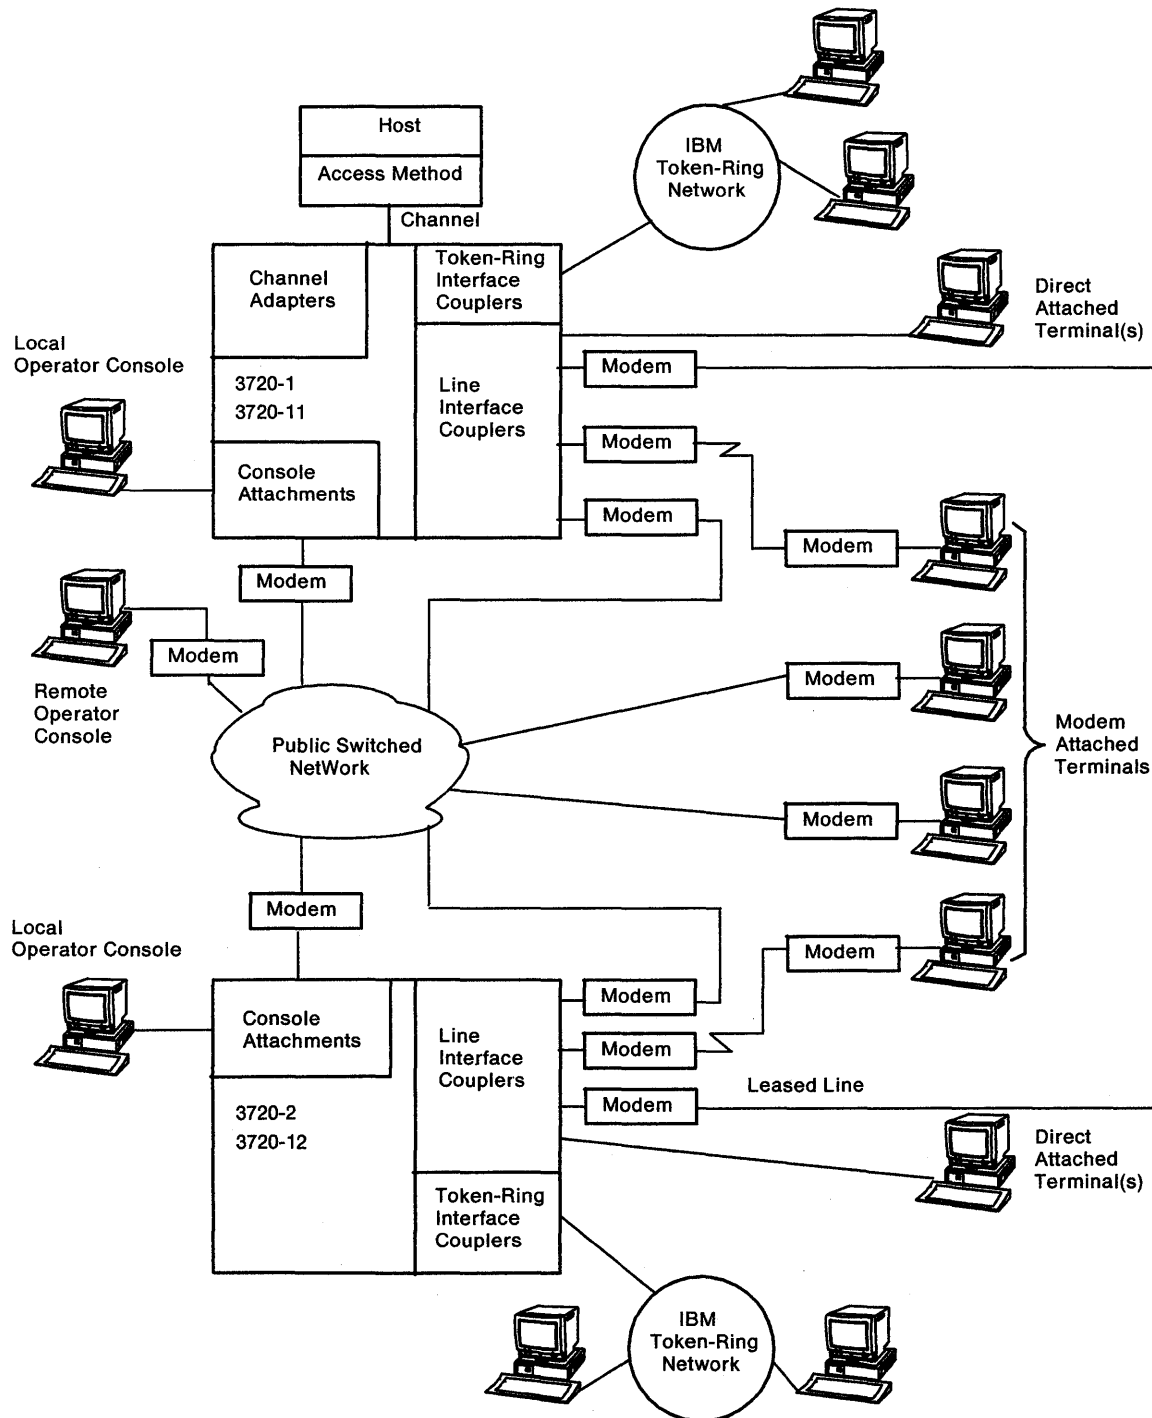 Host
Access Method
Channel
IBM
Token-Ring
Network
Channel
Adapters
Token-Ring
Interface
Couplers
Direct
Attached
Terminal(s)
Local
Operator Console
3720-1
3720-11
Line
Interface
Couplers
Modem
Modem
Modem
Console
Attachments
Modem
Modem
Modem
Remote
Operator
Console
Modem
Public Switched
NetWork
Modem
Attached
Terminals
Modem
Modem
Modem
Local
Operator Console
Console
Attachments
Line
Interface
Couplers
Modem
Modem
Modem
Leased Line
3720-2
3720-12
Direct
Attached
Terminal(s)
Token-Ring
Interface
Couplers
IBM
Token-Ring
Network